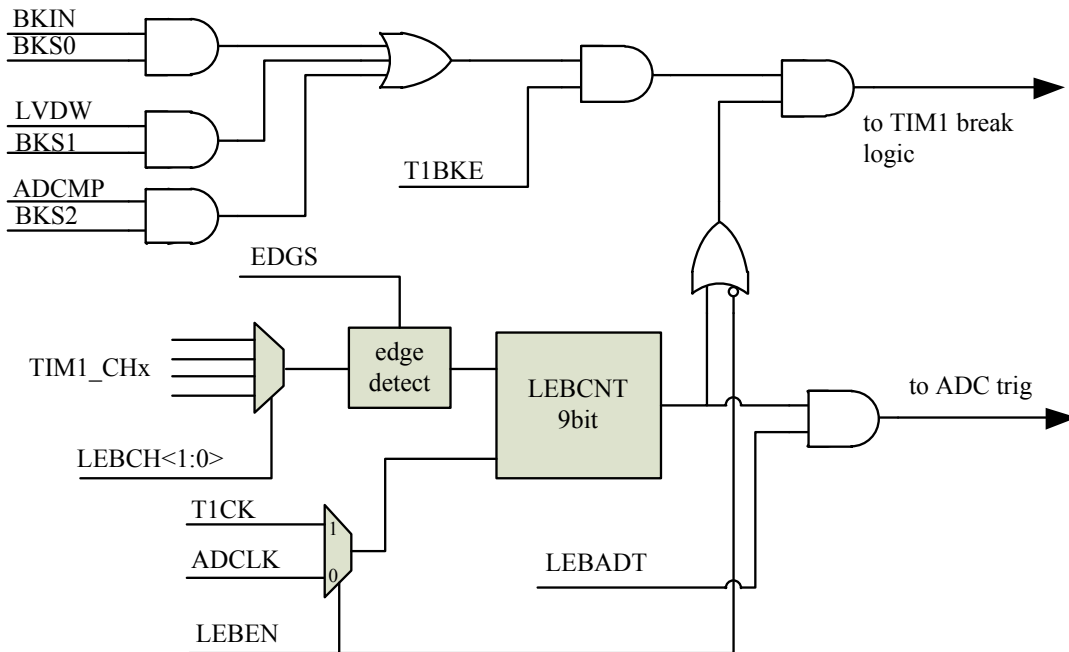 BKIN
BKS0
LVDW
BKS1
ADCMP
BKS2
T1BKE
to TIM1 break
logic
EDGS
edge
detect
TIM1_CHx
LEBCNT
9bit
to ADC trig
LEBCH<1:0>
T1CK
1
ADCLK
0
LEBADT
LEBEN